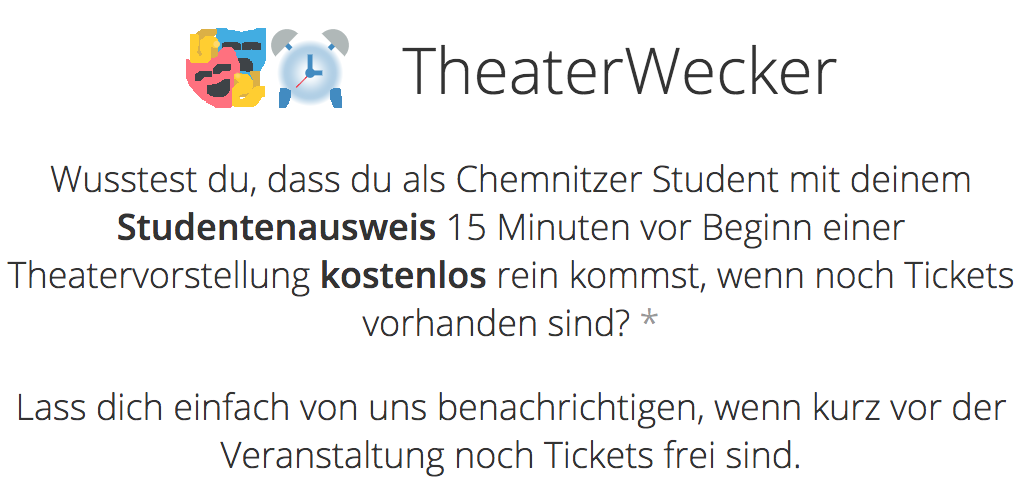 TheaterWecker
Wusstest du, dass du als Chemnitzer Student mit deinem
Studentenausweis 15 Minuten vor Beginn einer
Theatervorstellung kostenlos rein kommst, wenn noch Tickets
vorhanden sind? *
Lass dich einfach von uns benachrichtigen, wenn kurz vor der
Veranstaltung noch Tickets frei sind.